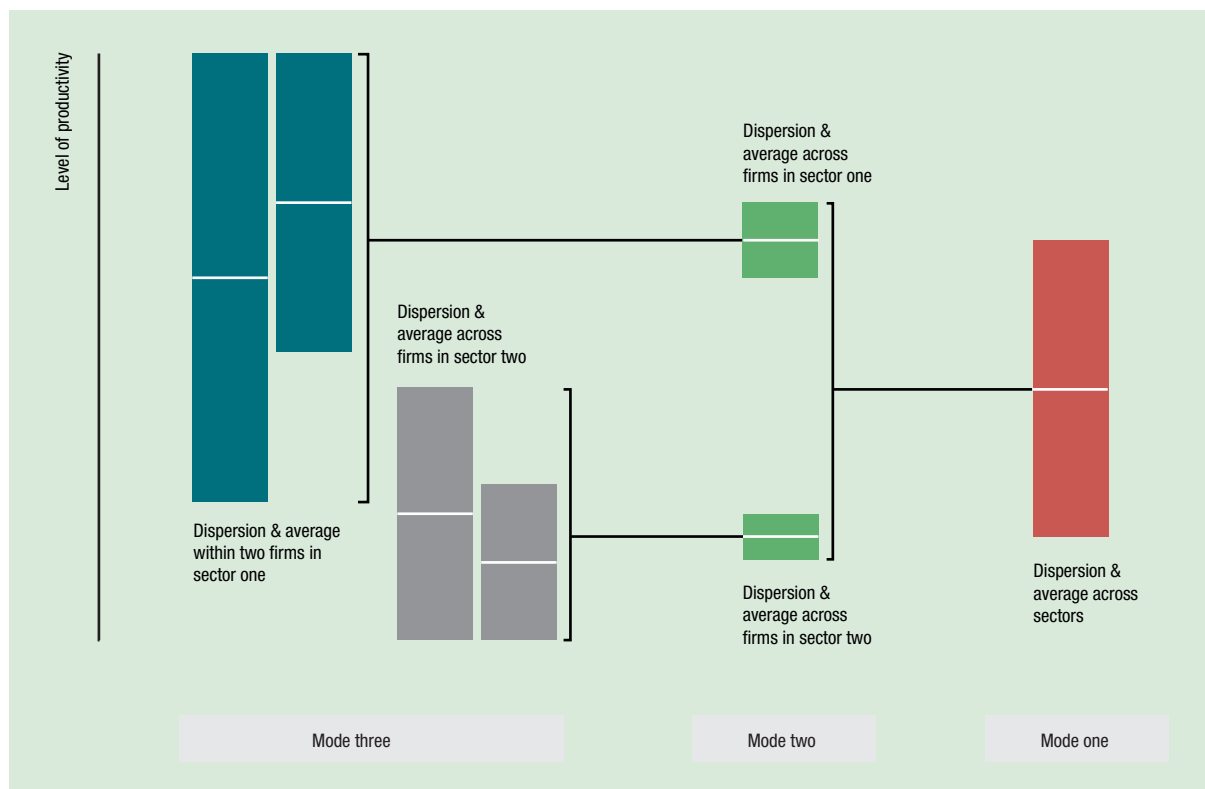 Level of productivity
Dispersion &
average across
firms in sector one
Dispersion &
average across
firms in sector two
Dispersion & average
within two firms in
sector one
Dispersion &
average across
firms in sector two
Dispersion &
average across
sectors
Mode three
Mode two
Mode one